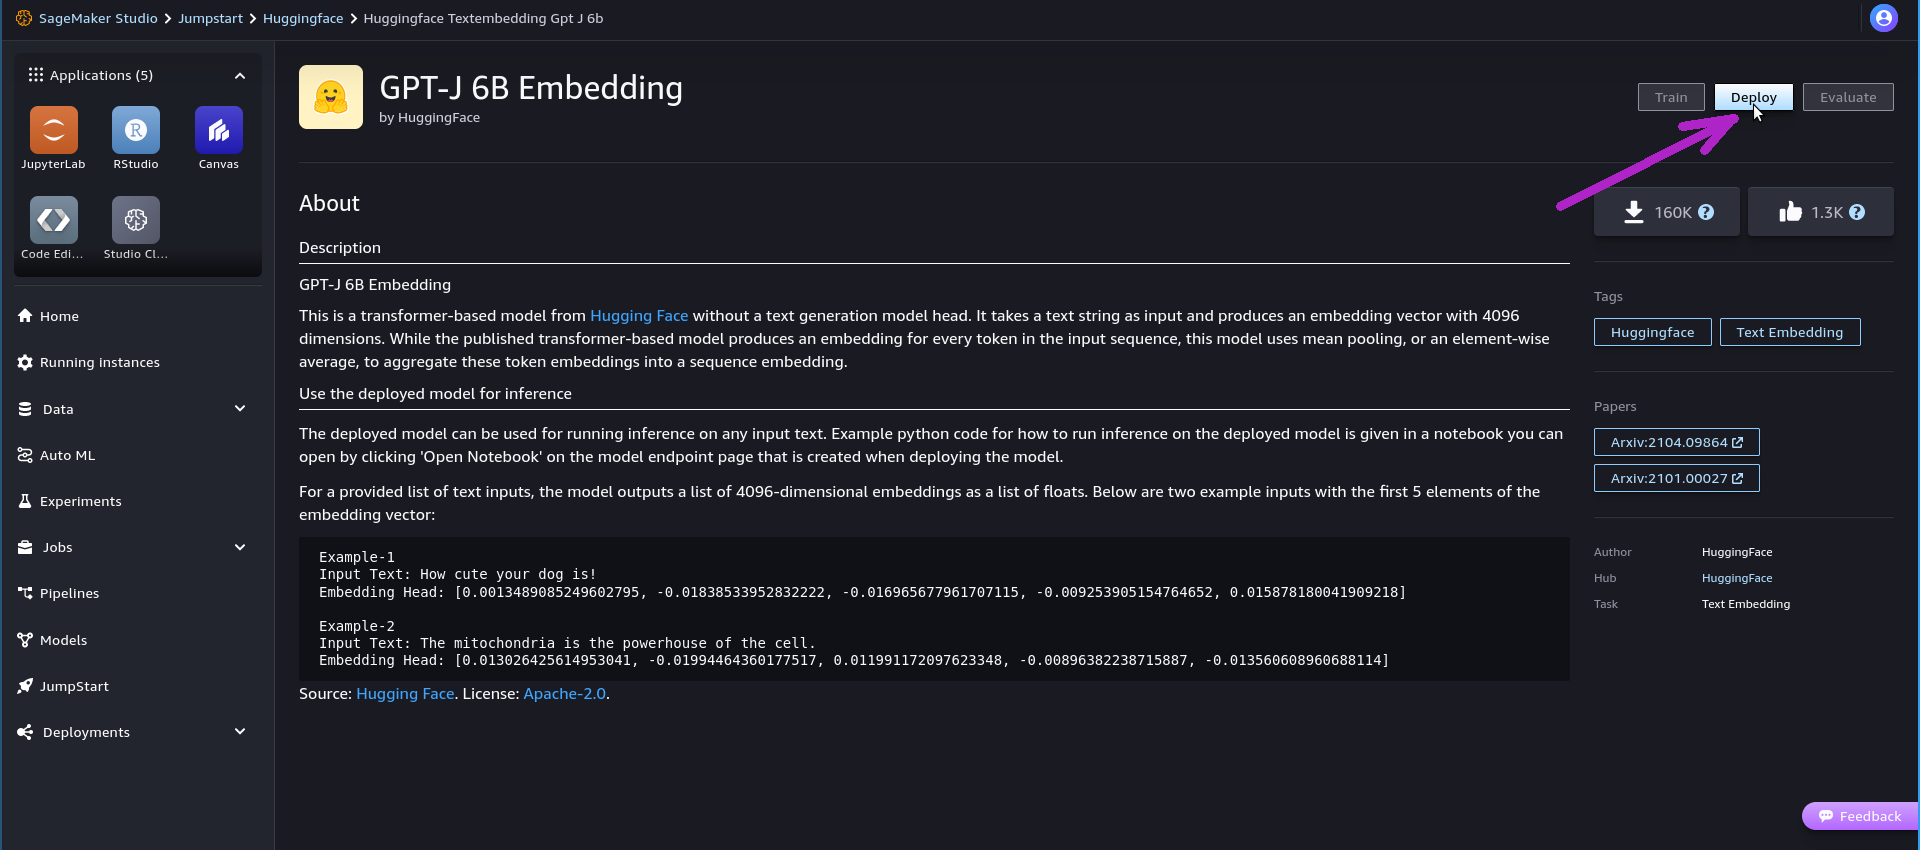 SageMaker Studio > Jumpstart > Huggingface > Huggingface Textembedding Gpt J 6b
Applications (5)
JupyterLab
RStudio
Canvas
Code Edi...
Studio Cl...
Home
Running instances
Data
Auto ML
Experiments
Jobs
Pipelines
Models
JumpStart
Deployments
GPT-J 6B Embedding
by HuggingFace
Train
Deploy
Evaluate
About
Description
GPT-J 6B Embedding
This is a transformer-based model from Hugging Face without a text generation model head. It takes a text string as input and produces an embedding vector with 4096
dimensions. While the published transformer-based model produces an embedding for every token in the input sequence, this model uses mean pooling, or an element-wise
average, to aggregate these token embeddings into a sequence embedding.
Use the deployed model for inference
The deployed model can be used for running inference on any input text. Example python code for how to run inference on the deployed model is given in a notebook you can
open by clicking 'Open Notebook' on the model endpoint page that is created when deploying the model.
For a provided list of text inputs, the model outputs a list of 4096-dimensional embeddings as a list of floats. Below are two example inputs with the first 5 elements of the
embedding vector:
Example-1
Input Text: How cute your dog is!
Embedding Head: [0.0013489085249602795, -0.01838533952832222, -0.016965677961707115, -0.009253905154764652, 0.015878180041909218]
Example-2
Input Text: The mitochondria is the powerhouse of the cell.
Embedding Head: [0.013026425614953041, -0.01994464360177517, 0.011991172097623348, -0.00896382238715887, -0.013560608960688114]
Source: Hugging Face. License: Apache-2.0.
160K ?
1.3K ?
Tags
Huggingface
Text Embedding
Papers
Arxiv:2104.09864
Arxiv:2101.00027
Author HuggingFace
Hub HuggingFace
Task Text Embedding
Feedback